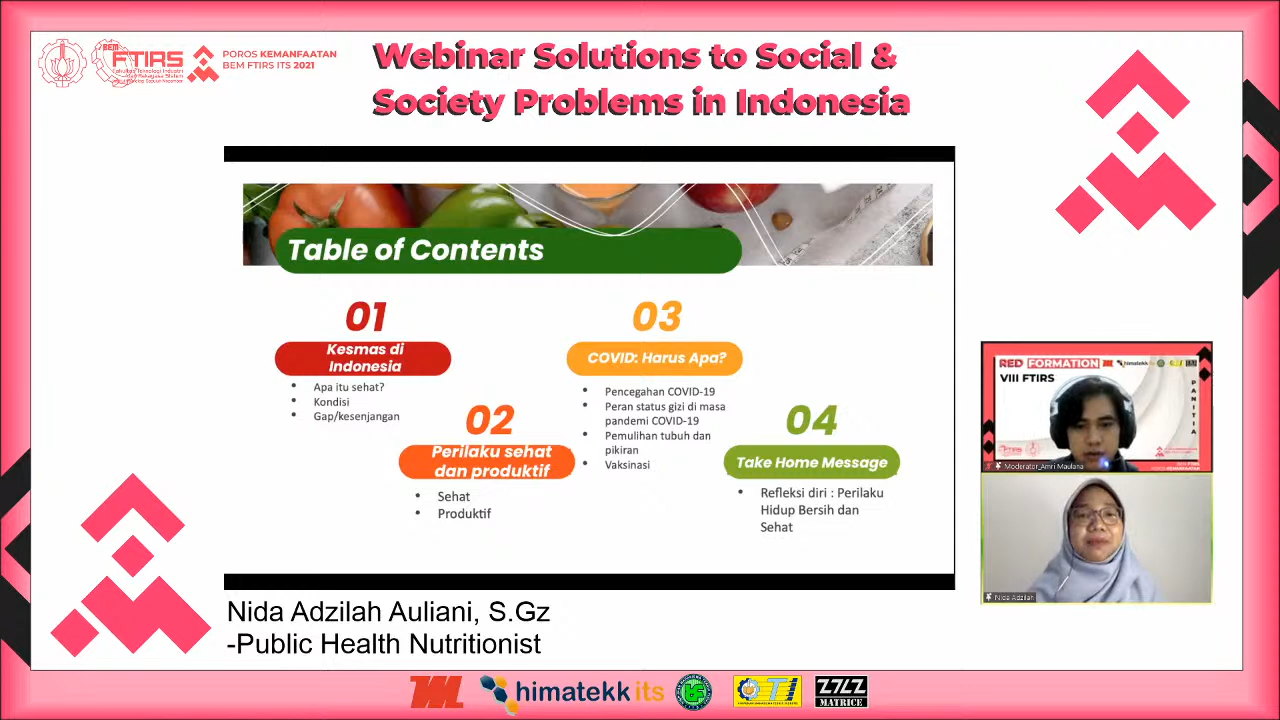 BEM
FTIRS
POROS KEMANFAATAN
BEM FTIRS ITS 2021
Webinar Solutions to Social &
Society Problems in Indonesia
Table of Contents
01
Kesmas di
Indonesia
• Apa itu sehat?
• Kondisi
• Gap/kesenjangan
02
Perilaku sehat
dan produktif
• Sehat
• Produktif
03
COVID: Harus Apa?
• Pencegahan COVID-19
• Peran status gizi di masa
pandemi COVID-19
• Pemulihan tubuh dan
pikiran
• Vaksinasi
04
Take Home Message
• Refleksi diri : Perilaku
Hidup Bersih dan
Sehat
RED FORMATION
VIII FTIRS
himatekk its
PANITIA
Moderator_Amri Maulana
Nida Adzilah
Nida Adzilah Auliani, S.Gz
-Public Health Nutritionist
himatekk its
MATRICE